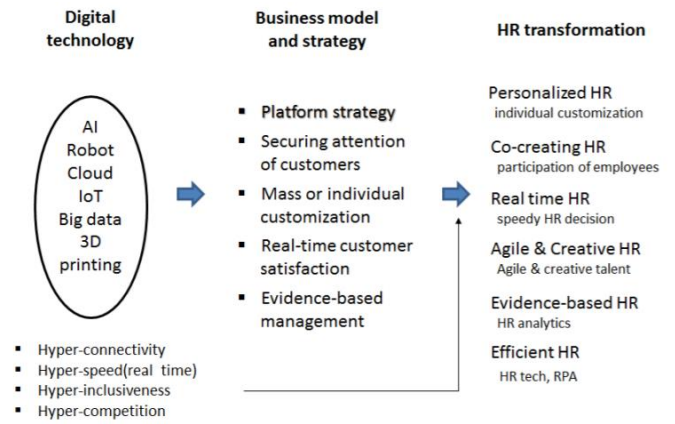 Digital
technology
AI
Robot
Cloud
IoT
Big data
3D
printing
▪ Hyper-connectivity
▪ Hyper-speed(real time)
▪ Hyper-inclusiveness
▪ Hyper-competition
Business model
and strategy
▪ Platform strategy
▪ Securing attention
of customers
▪ Mass or individual
customization
▪ Real-time customer
satisfaction
▪ Evidence-based
management
HR transformation
Personalized HR
individual customization
Co-creating HR
participation of employees
Real time HR
speedy HR decision
Agile & Creative HR
Agile & creative talent
Evidence-based HR
HR analytics
Efficient HR
HR tech, RPA